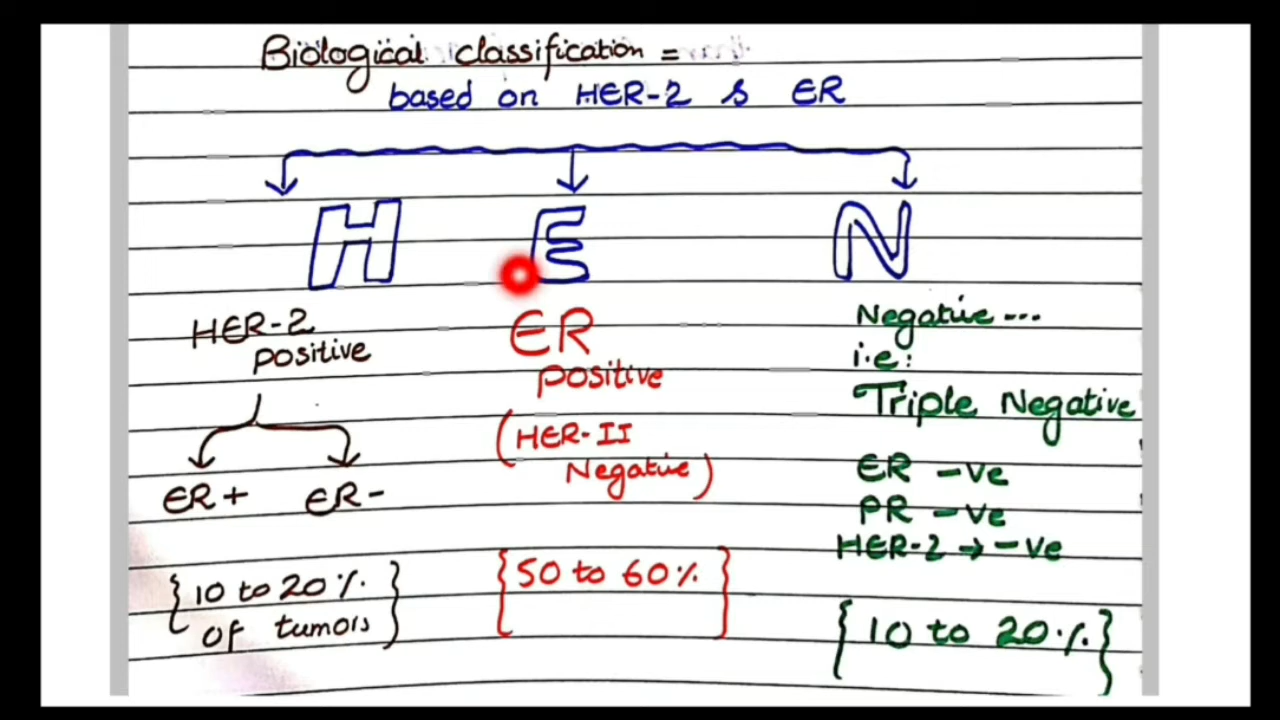 Biological classification =
based on HER-2 & ER
H E N
HER-2
positive
ER+ ER-
{10 to 20%
of tumors}
ER
positive
(HER-II
Negative)
[50 to 60%]
Negative...
i.e:
Triple Negative
ER -ve
PR -ve
HER-2 → -ve
{10 to 20%}